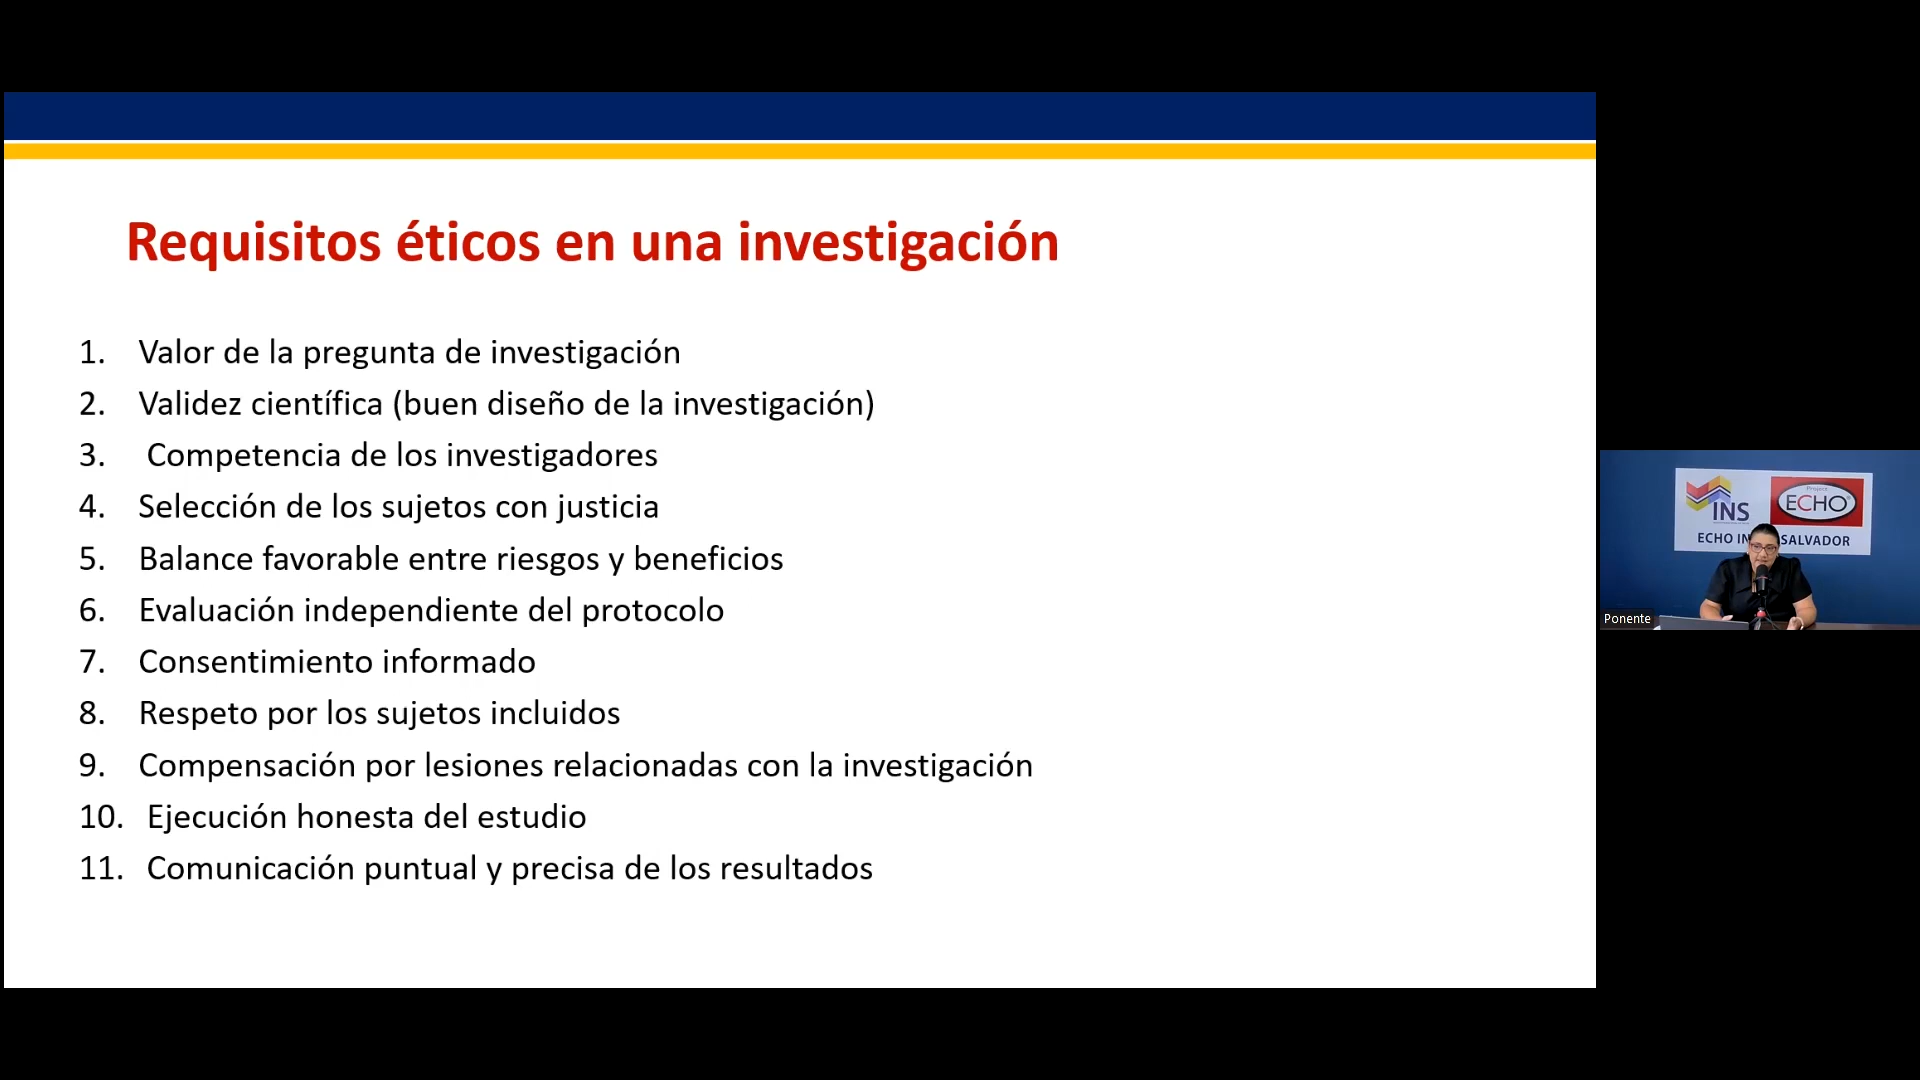 Requisitos éticos en una investigación
1. Valor de la pregunta de investigación
2. Validez científica (buen diseño de la investigación)
3. Competencia de los investigadores
4. Selección de los sujetos con justicia
5. Balance favorable entre riesgos y beneficios
6. Evaluación independiente del protocolo
7. Consentimiento informado
8. Respeto por los sujetos incluidos
9. Compensación por lesiones relacionadas con la investigación
10. Ejecución honesta del estudio
11. Comunicación puntual y precisa de los resultados
INS
Project
ECHO
ECHO IN SALVADOR
Ponente